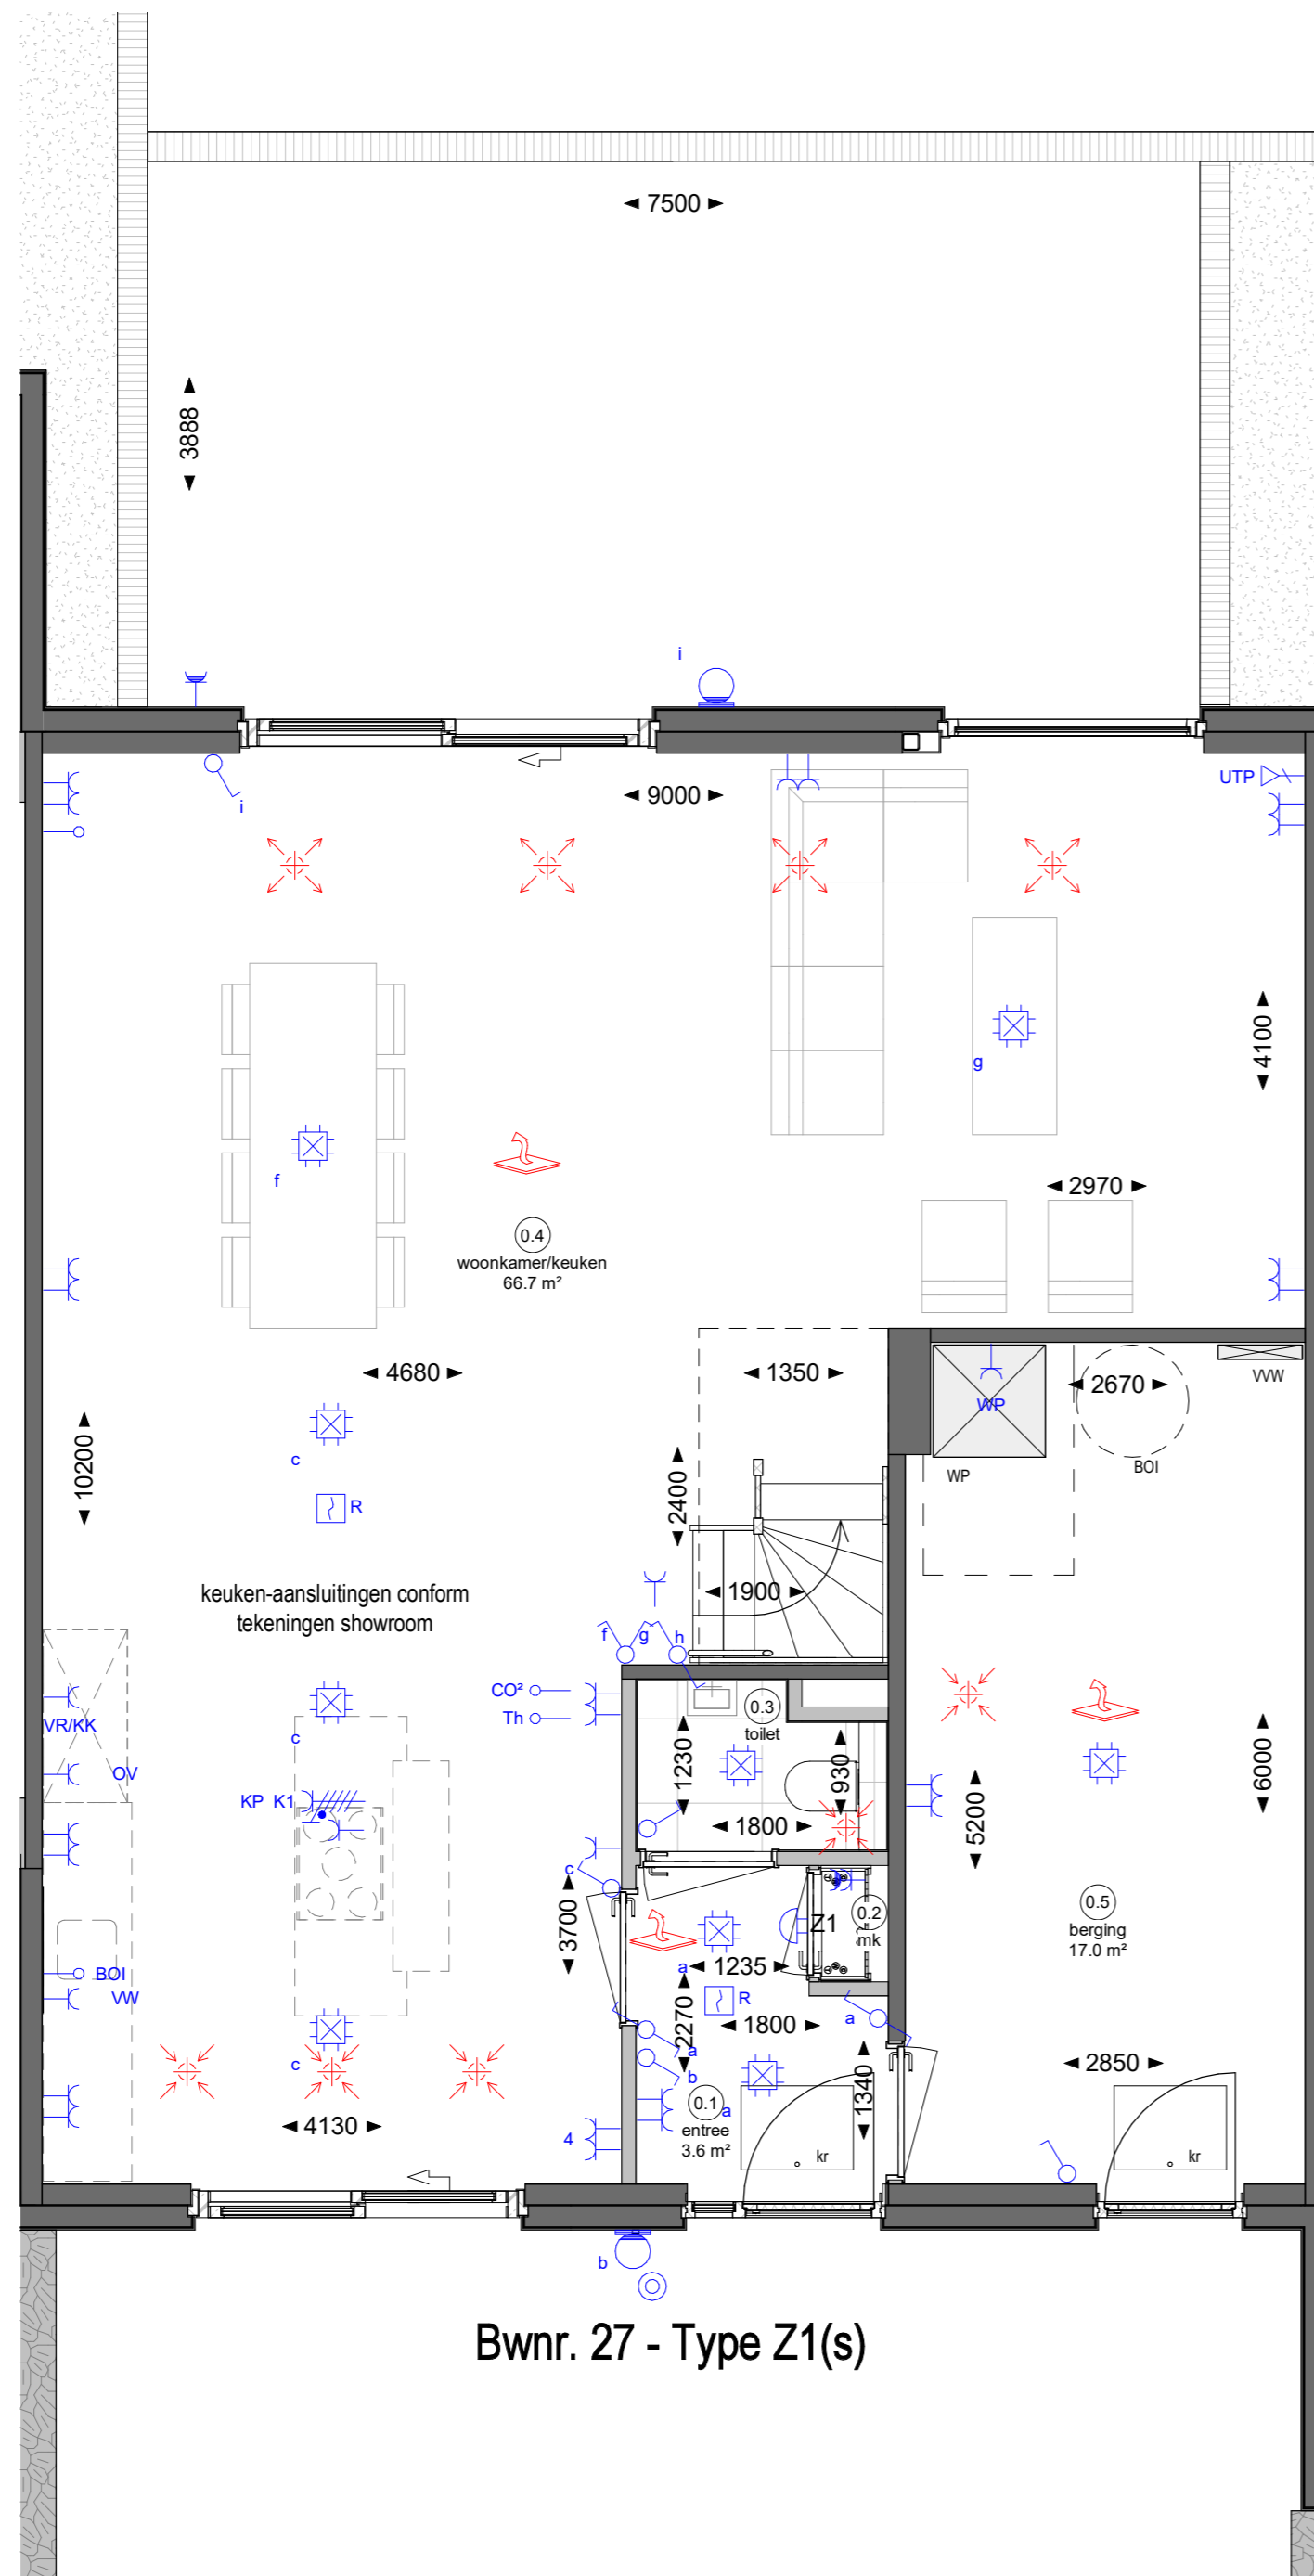 ◄ 7500 ►
◄ 3888 ►
i
i
◄ 9000 ►
UTP
◄ 4100 ►
g
f
◄ 2970 ►
0.4
woonkamer/keuken
66.7 m²
◄ 4680 ►
◄ 1350 ►
◄ 2670 ►
VVW
WP
WP
BOI
◄ 10200 ►
c
R
◄ 2400 ►
keuken-aansluitingen conform
tekeningen showroom
◄ 1900 ►
f g h
CO²
Th
VR/KK
c
0.3
toilet
◄ 1230 ►
◄ 930 ►
OV
KP K1
◄ 1800 ►
◄ 5200 ►
◄ 6000 ►
c
◄ 3700 ►
Z1
0.2
mk
0.5
berging
17.0 m²
a
◄ 1235 ►
BOI
VW
R
◄ 2270 ►
◄ 1800 ►
a
a
b
c
◄ 1340 ►
◄ 2850 ►
0.1
a
entree
3.6 m²
◄ 4130 ►
4
kr
kr
b
Bwnr. 27 - Type Z1(s)